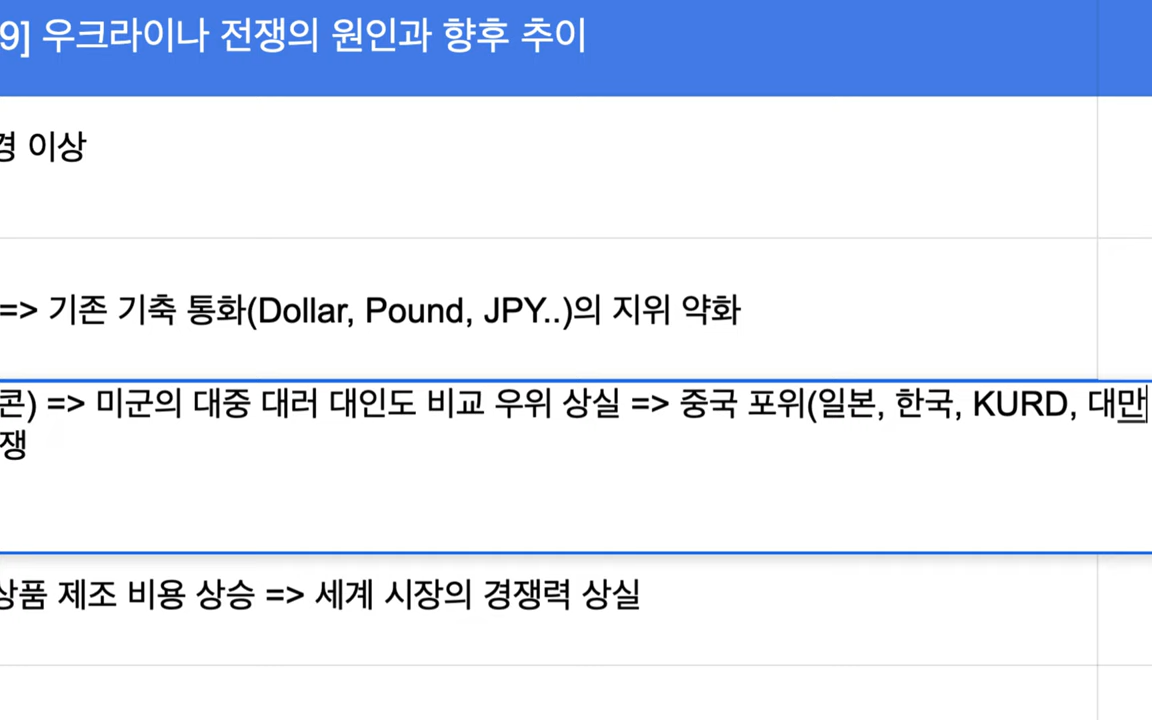 9] 우크라이나 전쟁의 원인과 향후 추이
경 이상
=> 기존 기축 통화(Dollar, Pound, JPY..)의 지위 약화
콘) => 미군의 대중 대러 대인도 비교 우위 상실 => 중국 포위(일본, 한국, KURD, 대만
쟁
상품 제조 비용 상승 => 세계 시장의 경쟁력 상실